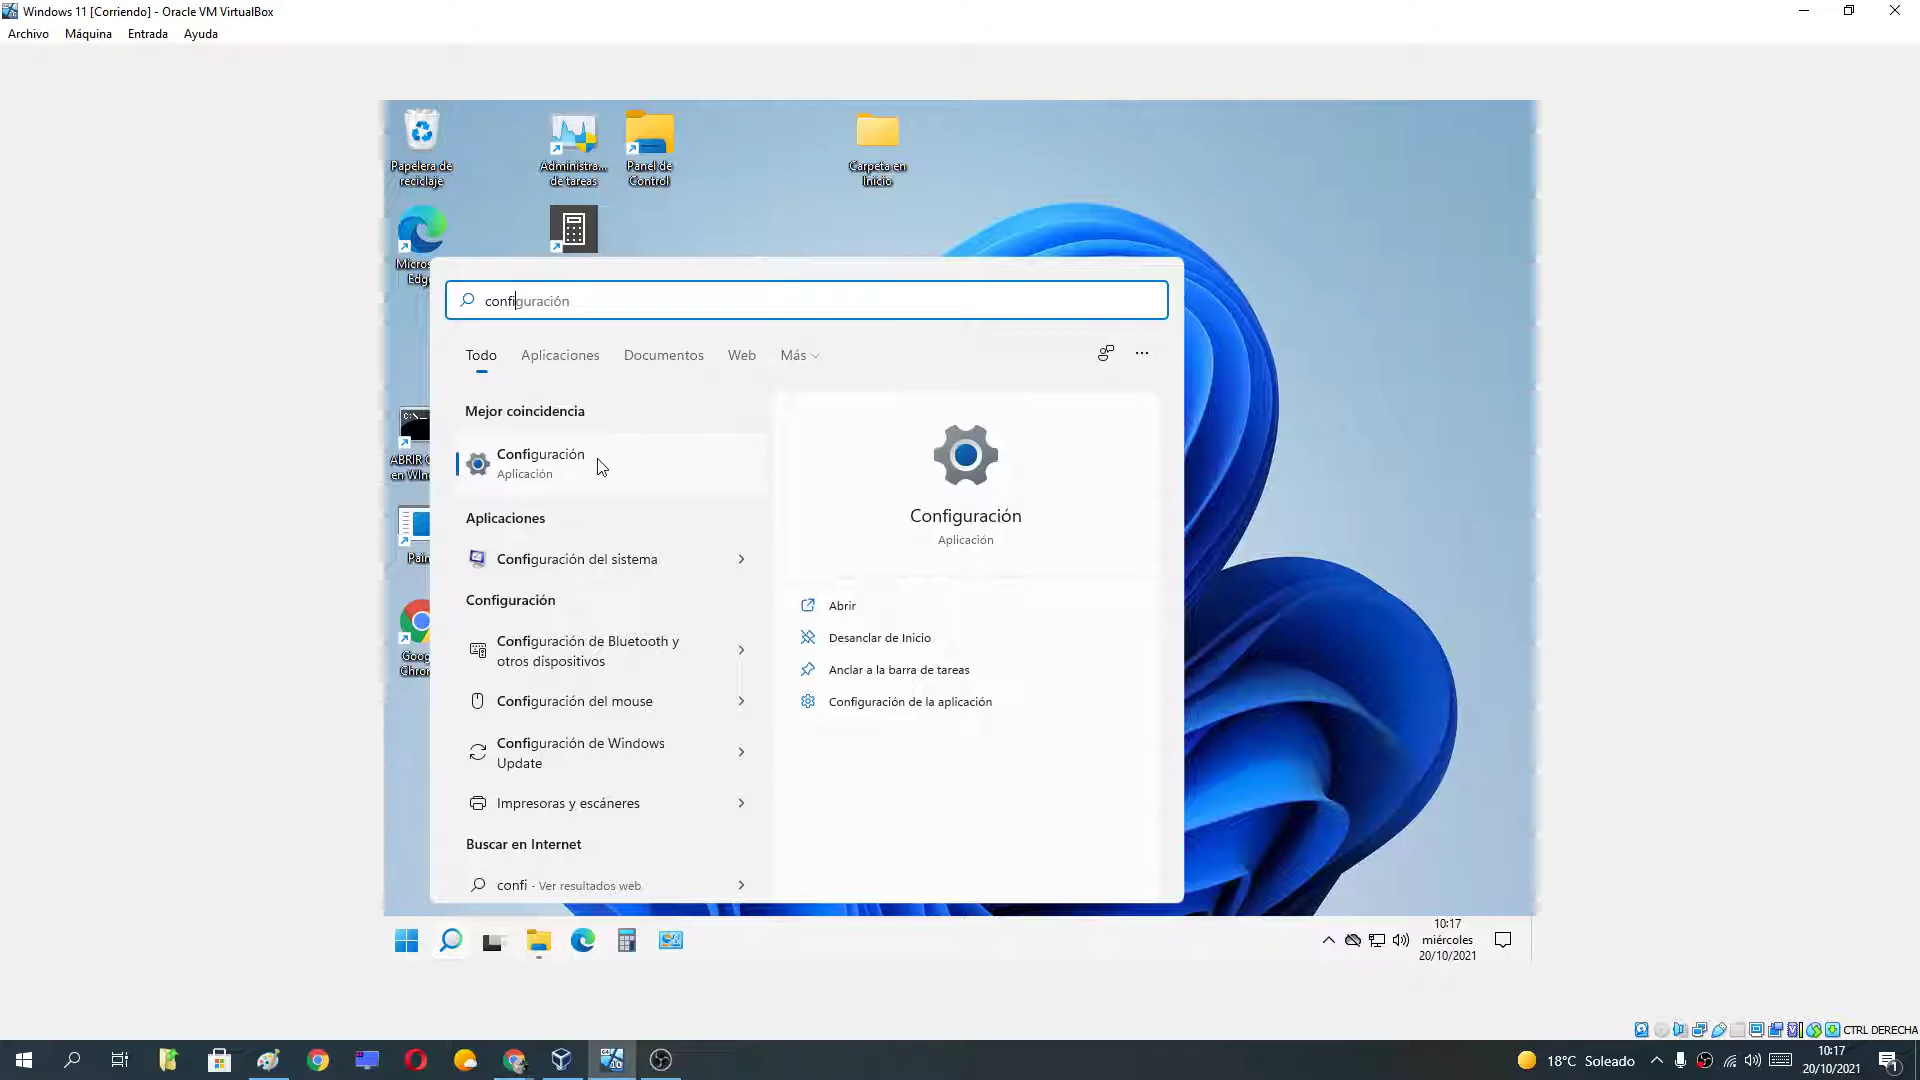 Windows 11 [Corriendo] - Oracle VM VirtualBox
Archivo Máquina Entrada Ayuda
Papelera de
reciclaje
Administra...
de tareas
Panel de
Control
Carpeta en
Inicio
Micros
Edge
configuración
Todo Aplicaciones Documentos Web Más
Mejor coincidencia
Configuración
Aplicación
Configuración
Aplicación
ABRIR
en Win
Aplicaciones
Configuración del sistema
Pain
Configuración
Abrir
Desanclar de Inicio
Anclar a la barra de tareas
Configuración de la aplicación
Configuración de Bluetooth y
otros dispositivos
Goog
Chron
Configuración del mouse
Configuración de Windows
Update
Impresoras y escáneres
Buscar en Internet
confi - Ver resultados web
10:17
miércoles
20/10/2021
CTRL DERECHA
18°C Soleado
10:17
20/10/2021
1